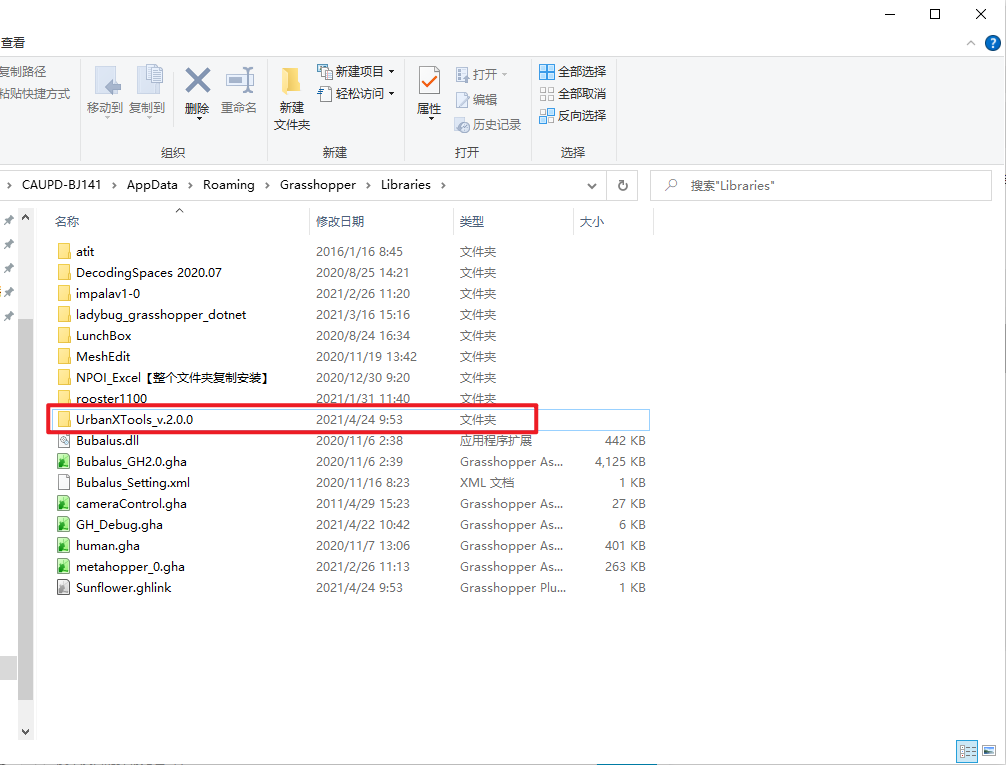 查看
复制路径
粘贴快捷方式
移动到
复制到
删除
重命名
组织
新建
文件夹
新建项目
轻松访问
新建
属性
打开
编辑
历史记录
打开
全部选择
全部取消
反向选择
选择
› CAUPD-BJ141 › AppData › Roaming › Grasshopper › Libraries ›
搜索"Libraries"
名称 修改日期 类型 大小
atit 2016/1/16 8:45 文件夹
DecodingSpaces 2020.07 2020/8/25 14:21 文件夹
impalav1-0 2021/2/26 11:20 文件夹
ladybug_grasshopper_dotnet 2021/3/16 15:16 文件夹
LunchBox 2020/8/24 16:34 文件夹
MeshEdit 2020/11/19 13:42 文件夹
NPOI_Excel【整个文件夹复制安装】 2020/12/30 9:20 文件夹
rooster1100 2021/1/31 11:40 文件夹
UrbanXTools_v.2.0.0 2021/4/24 9:53 文件夹
Bubalus.dll 2020/11/6 2:38 应用程序扩展 442 KB
Bubalus_GH2.0.gha 2020/11/6 2:39 Grasshopper As... 4,125 KB
Bubalus_Setting.xml 2020/11/16 8:23 XML 文档 1 KB
cameraControl.gha 2011/4/29 15:23 Grasshopper As... 27 KB
GH_Debug.gha 2021/4/22 10:42 Grasshopper As... 6 KB
human.gha 2020/11/7 13:06 Grasshopper As... 401 KB
metahopper_0.gha 2021/2/26 11:13 Grasshopper As... 263 KB
Sunflower.ghlink 2021/4/24 9:53 Grasshopper Plu... 1 KB